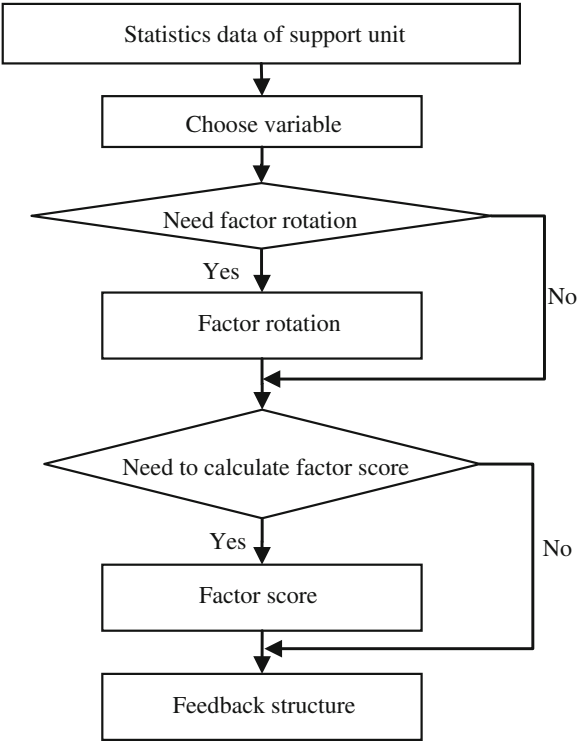 Statistics data of support unit
Choose variable
Need factor rotation
Yes
No
Factor rotation
Need to calculate factor score
Yes
No
Factor score
Feedback structure